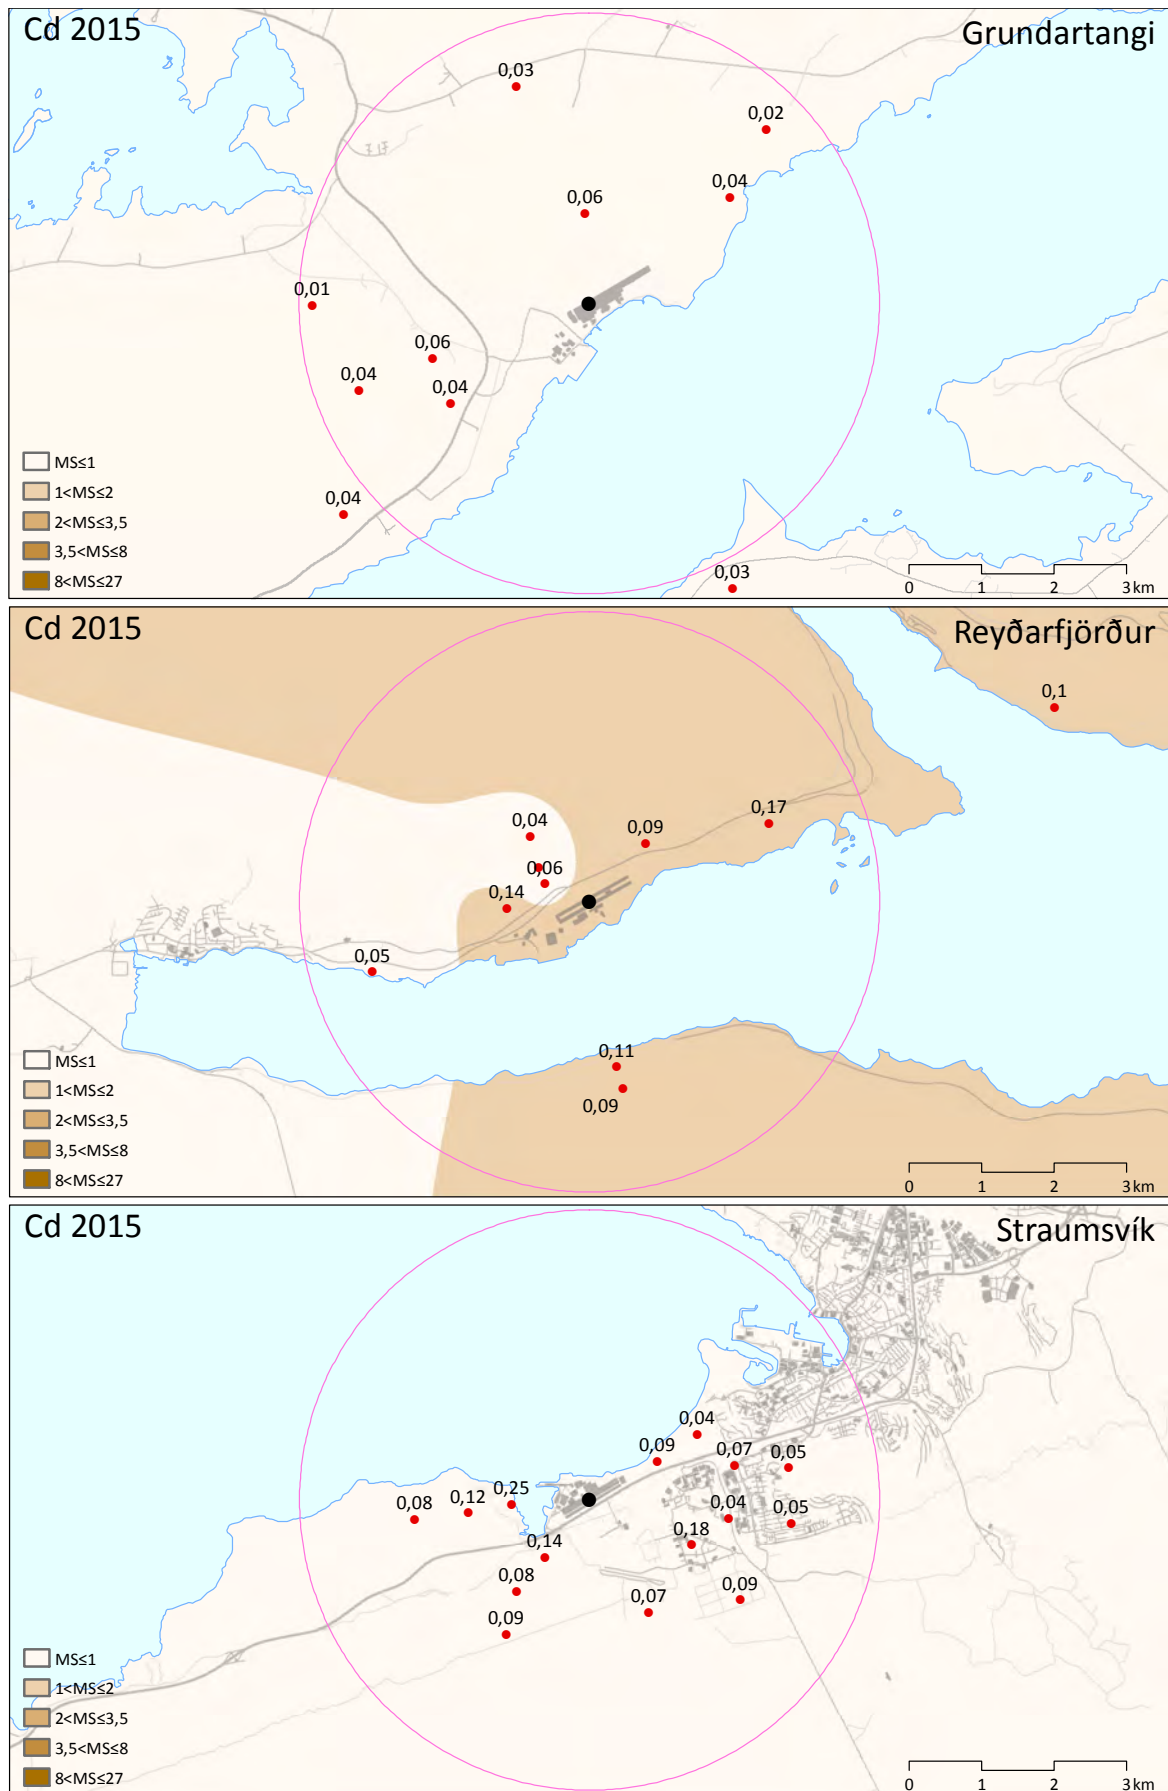 Cd 2015
Grundartangi
0,03
0,02
0,04
0,06
0,01
0,06
0,04
0,04
0,04
0,03
MS≤1
1<MS≤2
2<MS≤3,5
3,5<MS≤8
8<MS≤27
0 1 2 3 km
Cd 2015
Reyðarfjörður
0,1
0,17
0,04
0,09
0,06
0,14
0,05
0,11
0,09
MS≤1
1<MS≤2
2<MS≤3,5
3,5<MS≤8
8<MS≤27
0 1 2 3 km
Cd 2015
Straumsvík
0,04
0,09
0,07
0,05
0,25
0,12
0,08
0,04
0,05
0,18
0,14
0,08
0,09
0,07
0,09
MS≤1
1<MS≤2
2<MS≤3,5
3,5<MS≤8
8<MS≤27
0 1 2 3 km